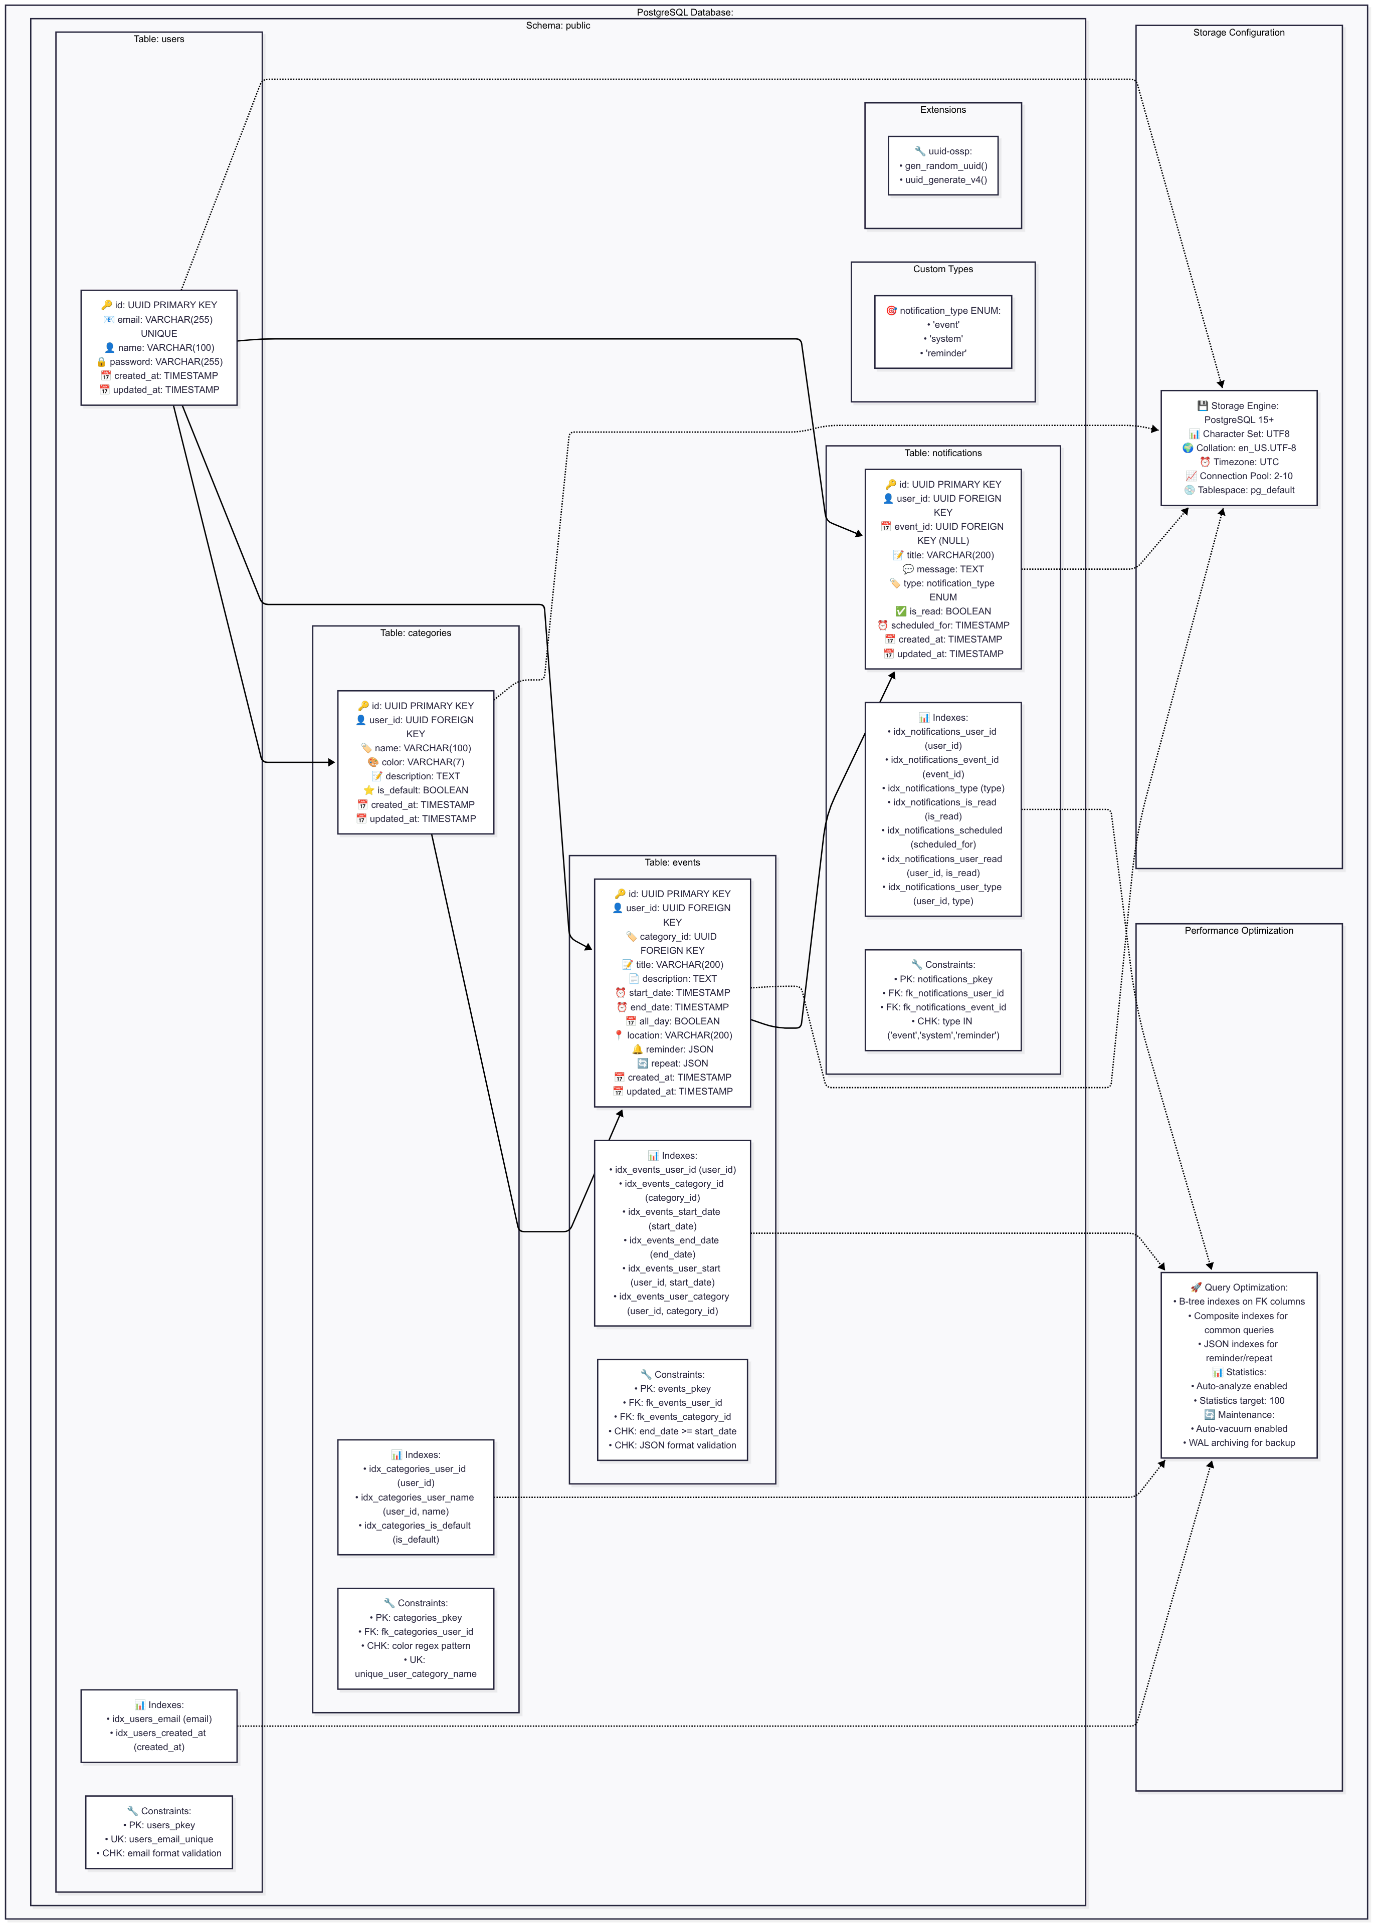 PostgreSQL Database:
Schema: public
Table: users
🔑 id: UUID PRIMARY KEY
📧 email: VARCHAR(255)
UNIQUE
👤 name: VARCHAR(100)
🔒 password: VARCHAR(255)
📅 created_at: TIMESTAMP
📅 updated_at: TIMESTAMP
📊 Indexes:
• idx_users_email (email)
• idx_users_created_at
(created_at)
🔧 Constraints:
• PK: users_pkey
• UK: users_email_unique
• CHK: email format validation
Table: categories
🔑 id: UUID PRIMARY KEY
👤 user_id: UUID FOREIGN
KEY
🏷️ name: VARCHAR(100)
🎨 color: VARCHAR(7)
📝 description: TEXT
⭐ is_default: BOOLEAN
📅 created_at: TIMESTAMP
📅 updated_at: TIMESTAMP
📊 Indexes:
• idx_categories_user_id
(user_id)
• idx_categories_user_name
(user_id, name)
• idx_categories_is_default
(is_default)
🔧 Constraints:
• PK: categories_pkey
• FK: fk_categories_user_id
• CHK: color regex pattern
• UK:
unique_user_category_name
Table: events
🔑 id: UUID PRIMARY KEY
👤 user_id: UUID FOREIGN
KEY
🏷️ category_id: UUID
FOREIGN KEY
📝 title: VARCHAR(200)
📄 description: TEXT
⏰ start_date: TIMESTAMP
⏰ end_date: TIMESTAMP
📅 all_day: BOOLEAN
📍 location: VARCHAR(200)
🔔 reminder: JSON
🔄 repeat: JSON
📅 created_at: TIMESTAMP
📅 updated_at: TIMESTAMP
📊 Indexes:
• idx_events_user_id (user_id)
• idx_events_category_id
(category_id)
• idx_events_start_date
(start_date)
• idx_events_end_date
(end_date)
• idx_events_user_start
(user_id, start_date)
• idx_events_user_category
(user_id, category_id)
🔧 Constraints:
• PK: events_pkey
• FK: fk_events_user_id
• FK: fk_events_category_id
• CHK: end_date >= start_date
• CHK: JSON format validation
Extensions
🔧 uuid-ossp:
• gen_random_uuid()
• uuid_generate_v4()
Custom Types
🎯 notification_type ENUM:
• 'event'
• 'system'
• 'reminder'
Table: notifications
🔑 id: UUID PRIMARY KEY
👤 user_id: UUID FOREIGN
KEY
📅 event_id: UUID FOREIGN
KEY (NULL)
📝 title: VARCHAR(200)
💬 message: TEXT
🏷️ type: notification_type
ENUM
✅ is_read: BOOLEAN
⏰ scheduled_for: TIMESTAMP
📅 created_at: TIMESTAMP
📅 updated_at: TIMESTAMP
📊 Indexes:
• idx_notifications_user_id
(user_id)
• idx_notifications_event_id
(event_id)
• idx_notifications_type (type)
• idx_notifications_is_read
(is_read)
• idx_notifications_scheduled
(scheduled_for)
• idx_notifications_user_read
(user_id, is_read)
• idx_notifications_user_type
(user_id, type)
🔧 Constraints:
• PK: notifications_pkey
• FK: fk_notifications_user_id
• FK: fk_notifications_event_id
• CHK: type IN
('event','system','reminder')
Storage Configuration
💾 Storage Engine:
PostgreSQL 15+
📊 Character Set: UTF8
🌍 Collation: en_US.UTF-8
⏰ Timezone: UTC
📈 Connection Pool: 2-10
💿 Tablespace: pg_default
Performance Optimization
🚀 Query Optimization:
• B-tree indexes on FK columns
• Composite indexes for
common queries
• JSON indexes for
reminder/repeat
📊 Statistics:
• Auto-analyze enabled
• Statistics target: 100
🔄 Maintenance:
• Auto-vacuum enabled
• WAL archiving for backup